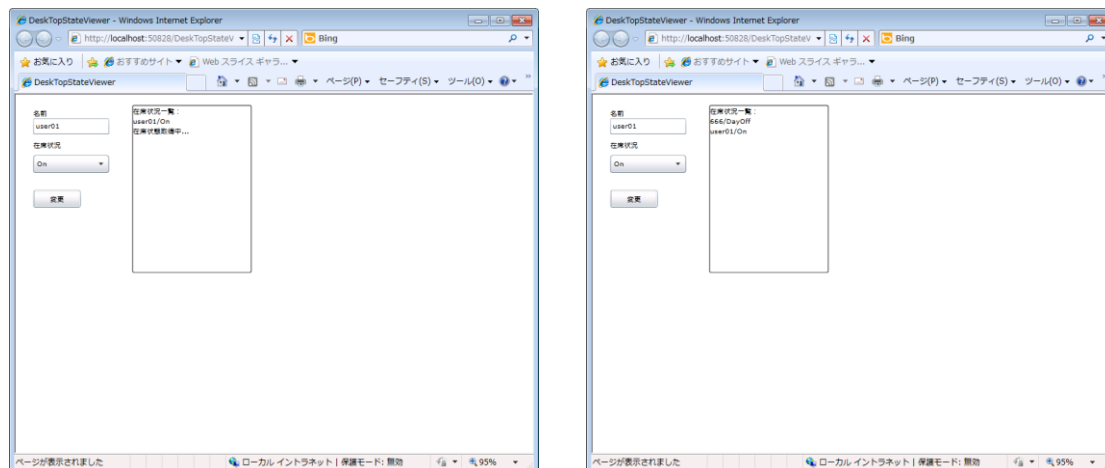 DeskTopStateViewer - Windows Internet Explorer
http://localhost:50828/DeskTopStateV
Bing
お気に入り
おすすめサイト
Web スライス ギャラ...
DeskTopStateViewer
ページ(P)
セーフティ(S)
ツール(O)
名前
user01
在席状況
On
変更
在席状況一覧:
user01/On
在席状態取得中...
ページが表示されました
ローカル イントラネット | 保護モード: 無効
95%
DeskTopStateViewer - Windows Internet Explorer
http://localhost:50828/DeskTopStateV
Bing
お気に入り
おすすめサイト
Web スライス ギャラ...
DeskTopStateViewer
ページ(P)
セーフティ(S)
ツール(O)
名前
user01
在席状況
On
変更
在席状況一覧:
666/DayOff
user01/On
ページが表示されました
ローカル イントラネット | 保護モード: 無効
95%